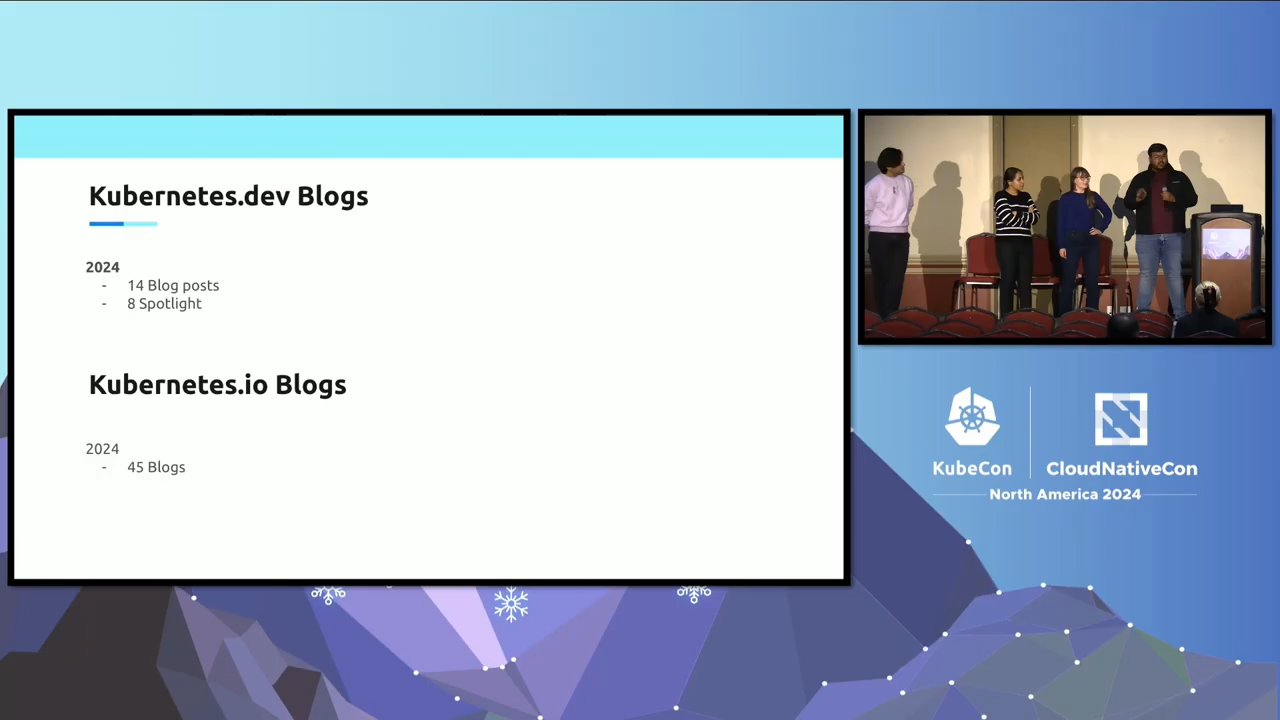 Kubernetes.dev Blogs
2024
- 14 Blog posts
- 8 Spotlight
Kubernetes.io Blogs
2024
- 45 Blogs
KubeCon
CloudNativeCon
North America 2024